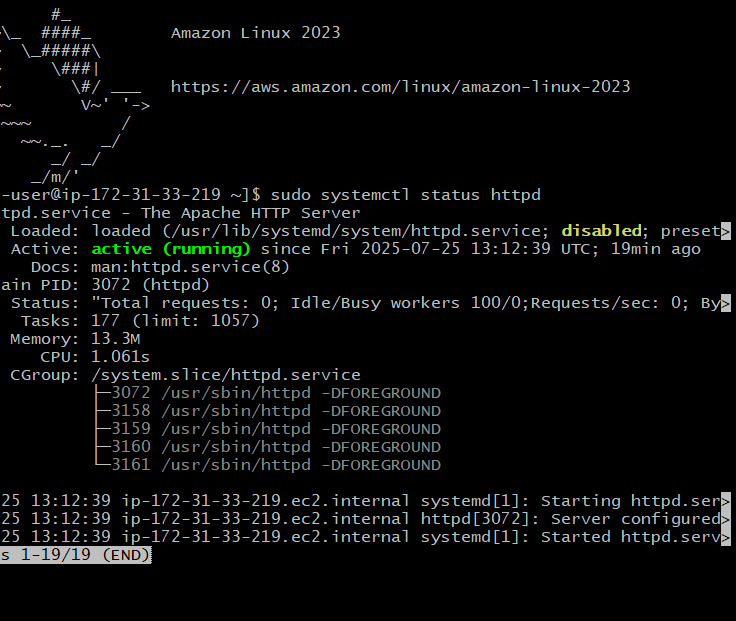 #_
\_  ####_        Amazon Linux 2023
\_#####\
\###|
\#/ ___   https://aws.amazon.com/linux/amazon-linux-2023
~       V~' '->
~~~         /
~~._.   _/
_/ _/
_/m/'
-user@ip-172-31-33-219 ~]$ sudo systemctl status httpd
tpd.service - The Apache HTTP Server
Loaded: loaded (/usr/lib/systemd/system/httpd.service; disabled; preset>
Active: active (running) since Fri 2025-07-25 13:12:39 UTC; 19min ago
Docs: man:httpd.service(8)
ain PID: 3072 (httpd)
Status: "Total requests: 0; Idle/Busy workers 100/0;Requests/sec: 0; By>
Tasks: 177 (limit: 1057)
Memory: 13.3M
CPU: 1.061s
CGroup: /system.slice/httpd.service
├─3072 /usr/sbin/httpd -DFOREGROUND
├─3158 /usr/sbin/httpd -DFOREGROUND
├─3159 /usr/sbin/httpd -DFOREGROUND
├─3160 /usr/sbin/httpd -DFOREGROUND
└─3161 /usr/sbin/httpd -DFOREGROUND
25 13:12:39 ip-172-31-33-219.ec2.internal systemd[1]: Starting httpd.ser>
25 13:12:39 ip-172-31-33-219.ec2.internal httpd[3072]: Server configured>
25 13:12:39 ip-172-31-33-219.ec2.internal systemd[1]: Started httpd.serv>
s 1-19/19 (END)